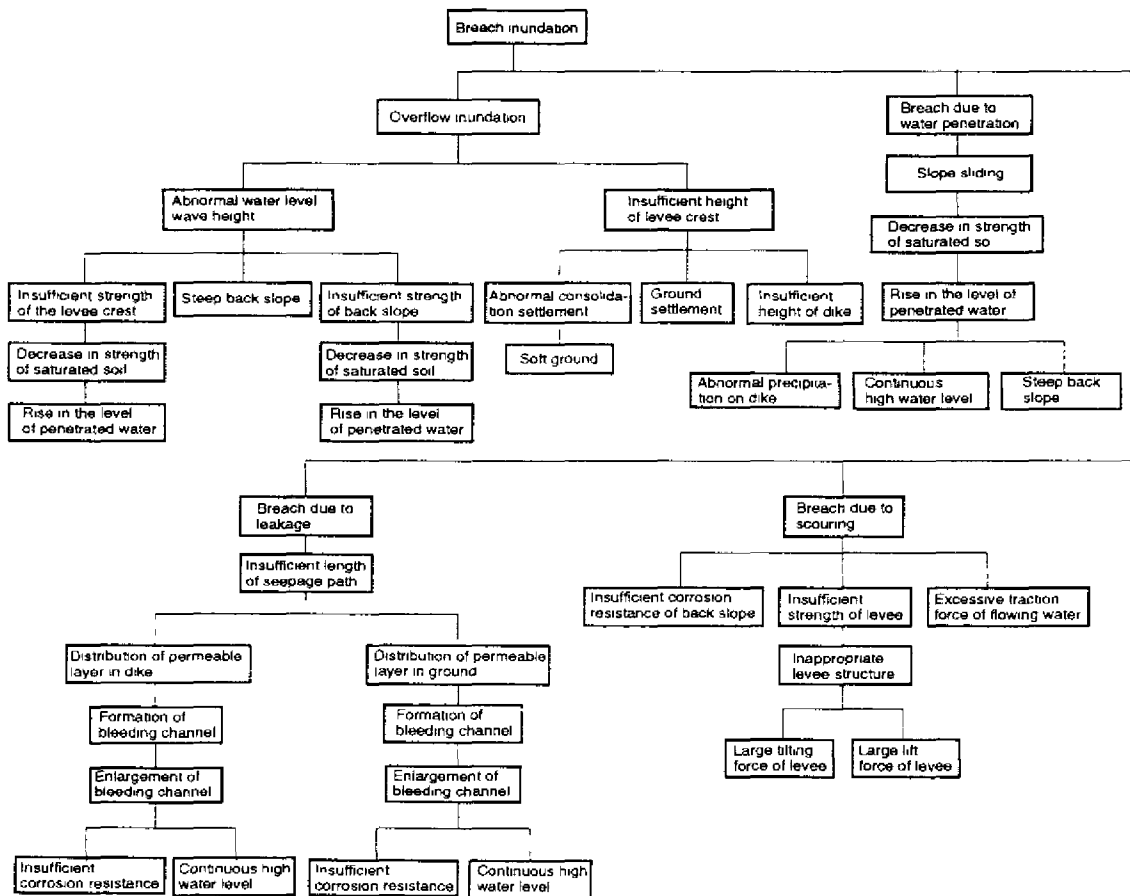 Breach inundation
Overflow inundation
Breach due to
water penetration
Slope sliding
Abnormal water level
wave height
Insufficient height
of levee crest
Decrease in strength
of saturated so
Insufficient strength
of the levee crest
Steep back slope
Insufficient strength
of back slope
Abnormal consolida-
tion settlement
Ground
settlement
Insufficient
height of dike
Rise in the level of
penetrated water
Decrease in strength
of saturated soil
Decrease in strength
of saturated soil
Soft ground
Abnormal precipita-
tion on dike
Continuous
high water level
Steep back
slope
Rise in the level
of penetrated water
Rise in the level
of penetrated water
Breach due to
leakage
Breach due to
scouring
Insufficient length
of seepage path
Insufficient corrosion
resistance of back slope
Insufficient
strength of levee
Excessive traction
force of flowing water
Distribution of permeable
layer in dike
Distribution of permeable
layer in ground
Inappropriate
levee structure
Formation of
bleeding channel
Formation of
bleeding channel
Large tilting
force of levee
Large lift
force of levee
Enlargement of
bleeding channel
Enlargement of
bleeding channel
Insufficient
corrosion resistance
Continuous high
water level
Insufficient
corrosion resistance
Continuous high
water level